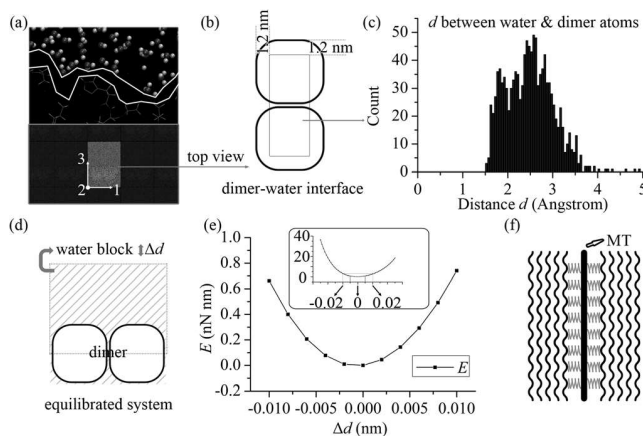 (a)
3
2
1
(b)
1.2 nm
1.2 nm
top view
dimer-water interface
(c)
d between water & dimer atoms
Count
50
40
30
20
10
0
0 1 2 3 4 5
Distance d (Angstrom)
(d)
water block Δd
dimer
equilibrated system
(e)
E (nN nm)
1.0
0.8
0.6
0.4
0.2
0.0
-0.2
40
20
0
-0.02 0 0.02
E
-0.010 -0.005 0.000 0.005 0.010
Δd (nm)
(f)
MT